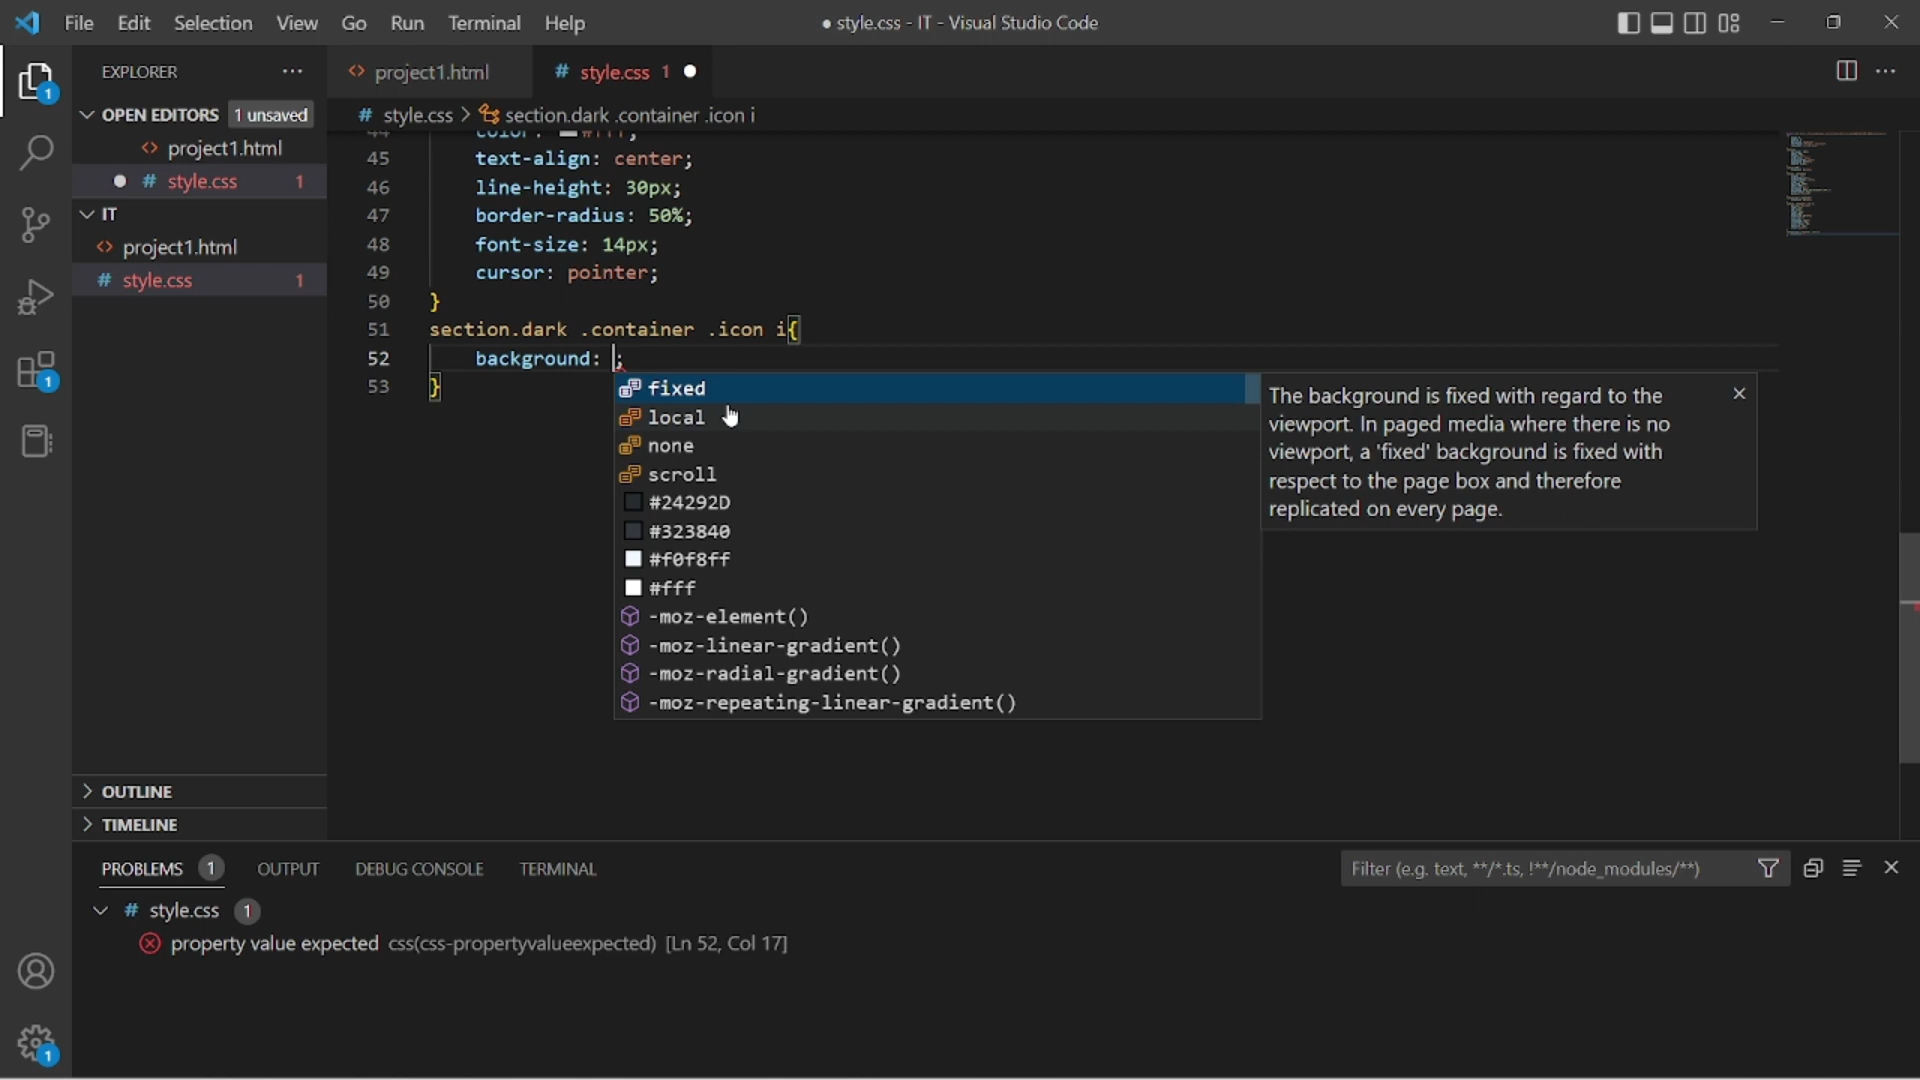 File Edit Selection View Go Run Terminal Help
● style.css - IT - Visual Studio Code
EXPLORER
project1.html
# style.css 1
OPEN EDITORS 1 unsaved
project1.html
# style.css 1
IT
project1.html
# style.css 1
OUTLINE
TIMELINE
# style.css > section.dark .container .icon i
45 text-align: center;
46 line-height: 30px;
47 border-radius: 50%;
48 font-size: 14px;
49 cursor: pointer;
50 }
51 section.dark .container .icon i{
52 background: ;
53 }
fixed
local
none
scroll
#24292D
#323840
#f0f8ff
#fff
-moz-element()
-moz-linear-gradient()
-moz-radial-gradient()
-moz-repeating-linear-gradient()
The background is fixed with regard to the
viewport. In paged media where there is no
viewport, a 'fixed' background is fixed with
respect to the page box and therefore
replicated on every page.
PROBLEMS 1 OUTPUT DEBUG CONSOLE TERMINAL
Filter (e.g. text, **/*.ts, !**/node_modules/**)
# style.css 1
property value expected css(css-propertyvalueexpected) [Ln 52, Col 17]
1
1
1